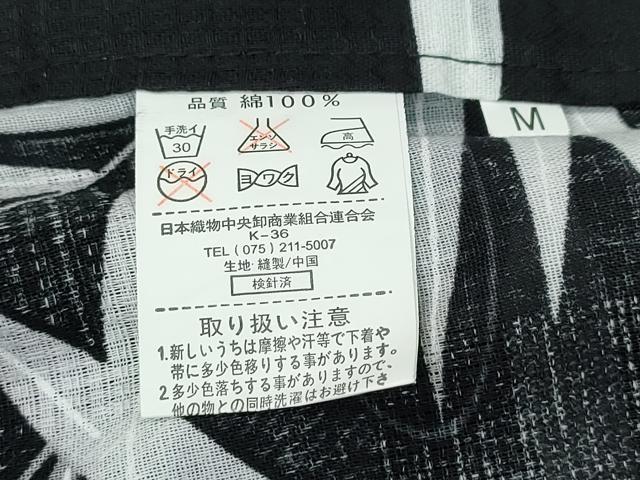 品質 綿100%
M
手洗イ
30
エンソ
サラシ
高
ドライ
ヨワク
日本織物中央卸商業組合連合会
K-36
TEL(075)211-5007
生地・縫製/中国
検針済
取り扱い注意
1.新しいうちは摩擦や汗等で下着や
帯に多少色移りする事があります。
2.多少色落ちする事があります。
他の物との同時洗濯はお避け下さ